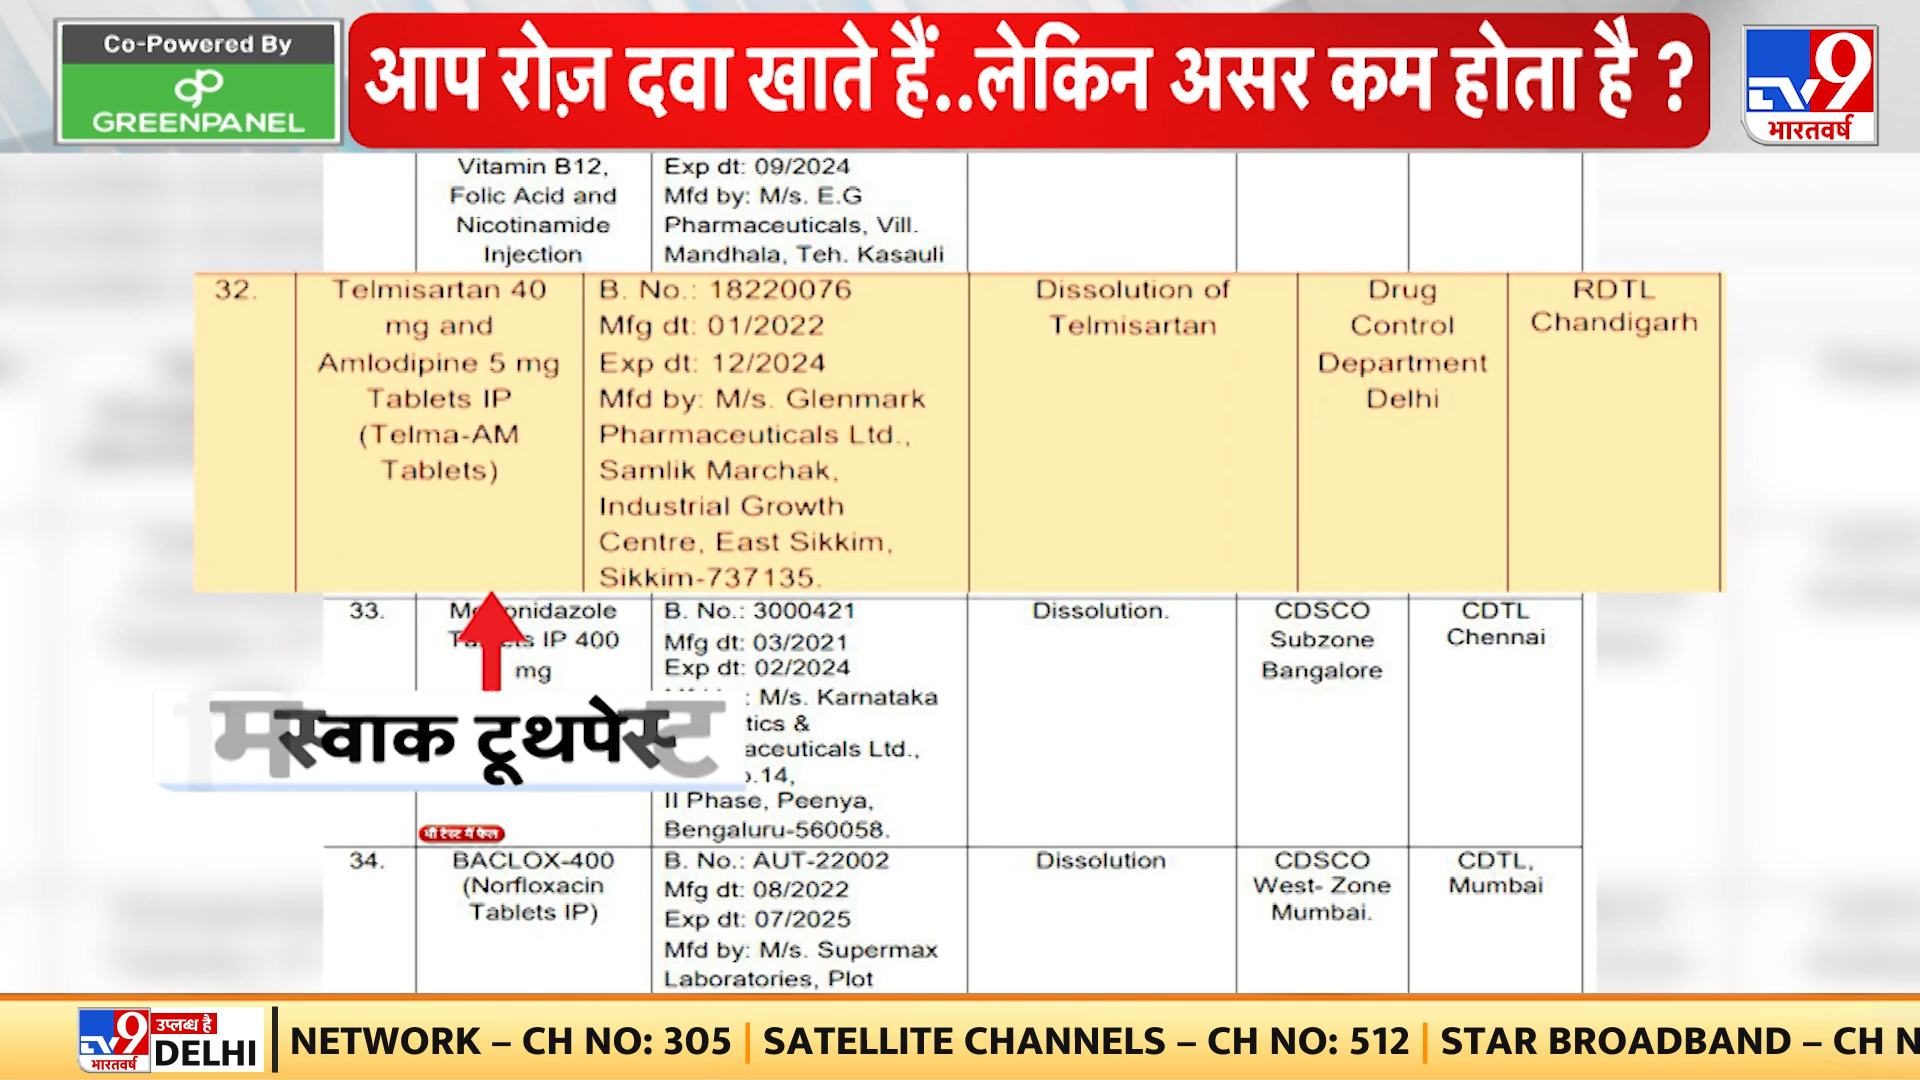 Co-Powered By
GREENPANEL
आप रोज़ दवा खाते हैं..लेकिन असर कम होता है ?
TV9
भारतवर्ष
Vitamin B12,
Folic Acid and
Nicotinamide
Injection
Exp dt: 09/2024
Mfd by: M/s. E.G
Pharmaceuticals, Vill.
Mandhala, Teh. Kasauli
32.
Telmisartan 40
mg and
Amlodipine 5 mg
Tablets IP
(Telma-AM
Tablets)
B. No.: 18220076
Mfg dt: 01/2022
Exp dt: 12/2024
Mfd by: M/s. Glenmark
Pharmaceuticals Ltd.,
Samlik Marchak,
Industrial Growth
Centre, East Sikkim,
Sikkim-737135.
Dissolution of
Telmisartan
Drug
Control
Department
Delhi
RDTL
Chandigarh
33.
IP 400
mg
B. No.: 3000421
Mfg dt: 03/2021
Exp dt: 02/2024
: M/s. Karnataka
&
Ltd.,
II Phase, Peenya,
Bengaluru-560058.
Dissolution.
CDSCO
Subzone
Bangalore
CDTL
Chennai
मिस्वाक टूथपेस्ट
भी टेस्ट में फेल
34.
BACLOX-400
(Norfloxacin
Tablets IP)
B. No.: AUT-22002
Mfg dt: 08/2022
Exp dt: 07/2025
Mfd by: M/s. Supermax
Laboratories, Plot
Dissolution
CDSCO
West- Zone
Mumbai.
CDTL,
Mumbai
TV9
भारतवर्ष
उप्लब्ध है
DELHI
NETWORK – CH NO: 305 | SATELLITE CHANNELS – CH NO: 512 | STAR BROADBAND – CH N